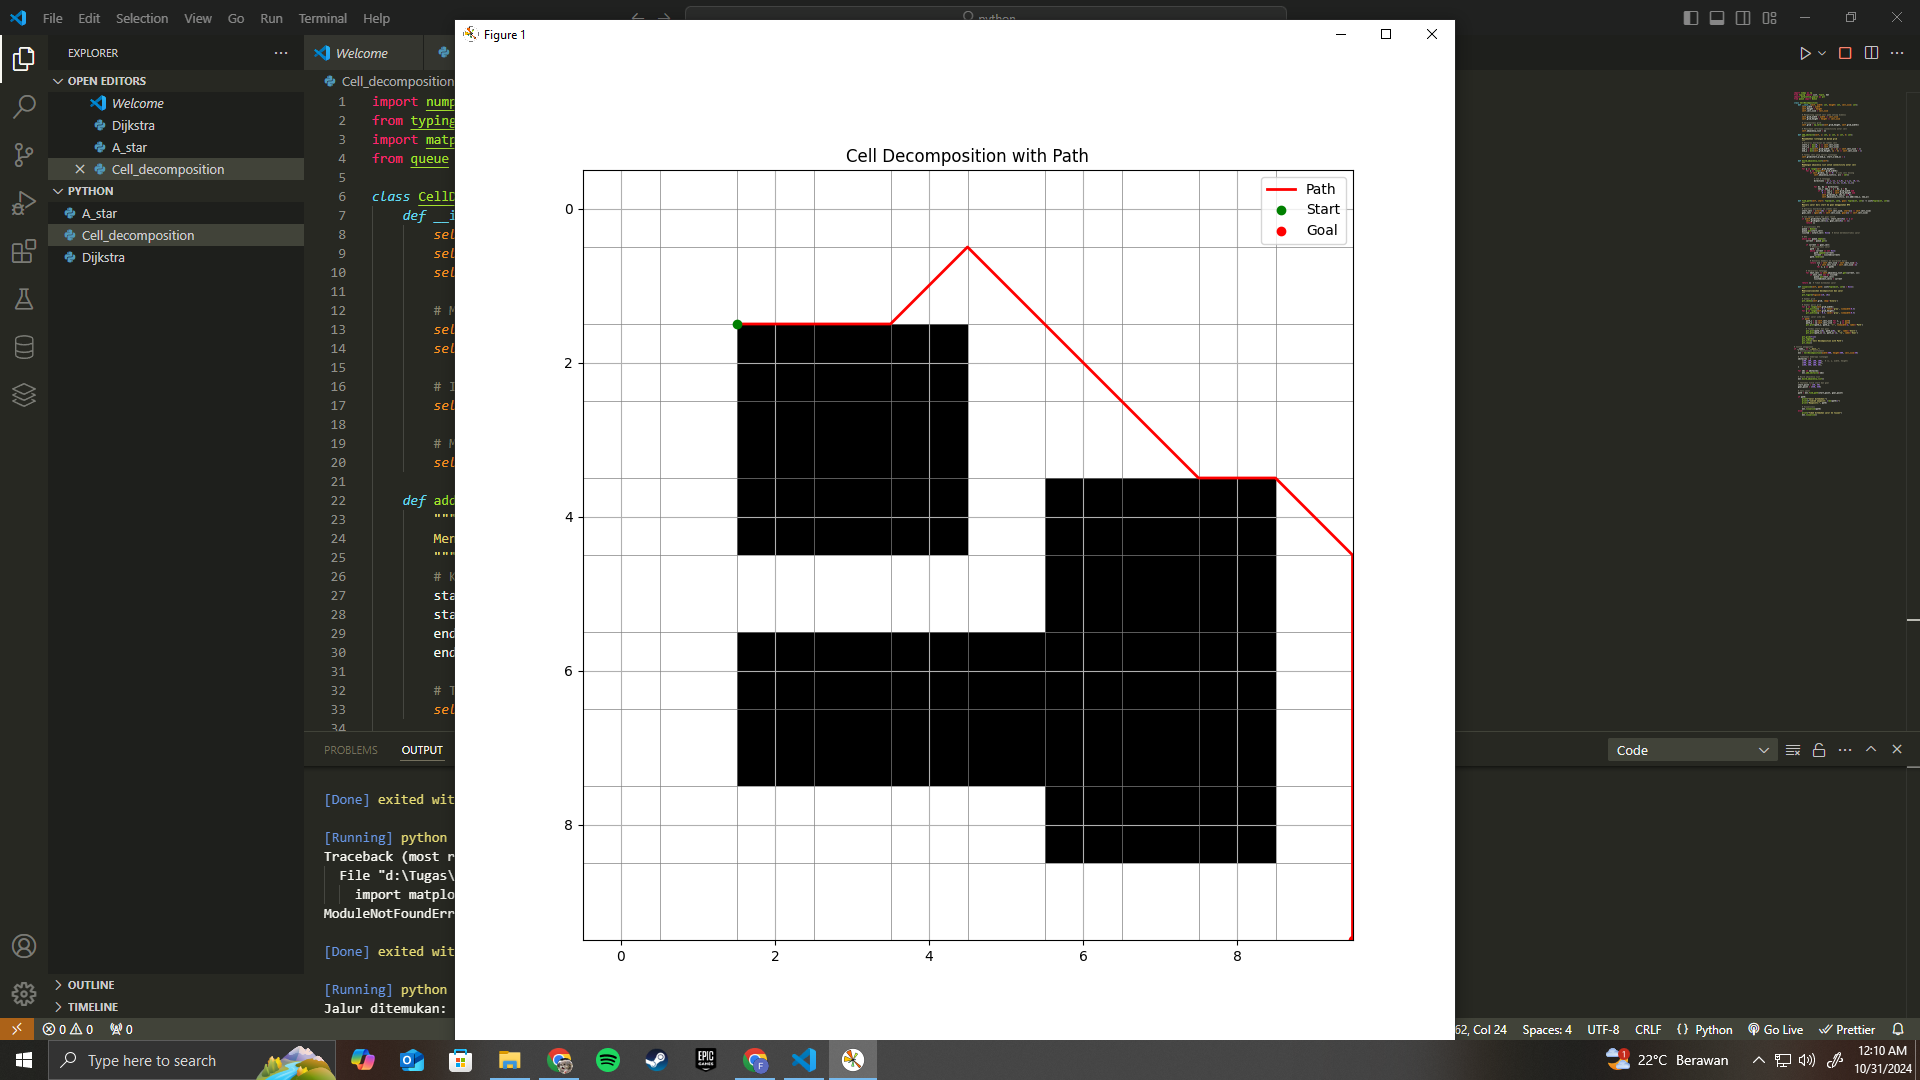 File Edit Selection View Go Run Terminal Help
python
EXPLORER
OPEN EDITORS
Welcome
Dijkstra
A_star
Cell_decomposition
PYTHON
A_star
Cell_decomposition
Dijkstra
OUTLINE
TIMELINE
Welcome
Cell_decomposition
1 import nump
2 from typing
3 import matp
4 from queue
5
6 class CellD
7 def __i
8 sel
9 sel
10 sel
11
12 # M
13 sel
14 sel
15
16 # I
17 sel
18
19 # M
20 sel
21
22 def add
23 """
24 Men
25 """
26 # K
27 sta
28 sta
29 end
30 end
31
32 # T
33 sel
34
PROBLEMS OUTPUT
Code
[Done] exited wit
[Running] python
Traceback (most r
File "d:\Tugas\
import matplo
ModuleNotFoundErr
[Done] exited wit
[Running] python
Jalur ditemukan:
Figure 1
Cell Decomposition with Path
Path
Start
Goal
0
2
4
6
8
0 2 4 6 8
0 0 0
62, Col 24 Spaces: 4 UTF-8 CRLF {} Python Go Live Prettier
Type here to search
EPIC GAMES
1
22°C Berawan
12:10 AM
10/31/2024